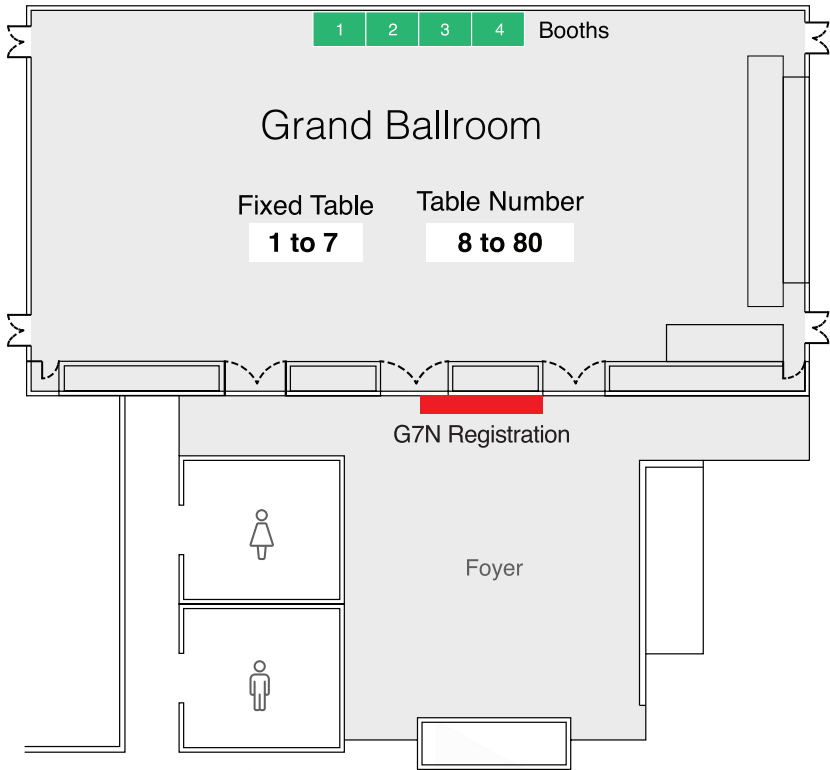 1 2 3 4 Booths
Grand Ballroom
Fixed Table Table Number
1 to 7 8 to 80
G7N Registration
Foyer